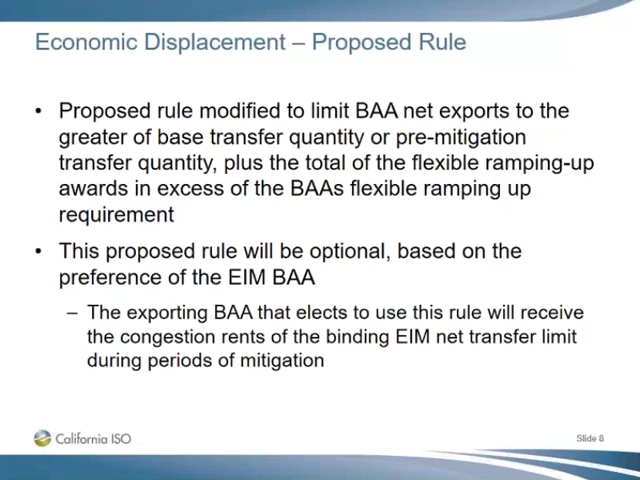 Economic Displacement – Proposed Rule
• Proposed rule modified to limit BAA net exports to the
greater of base transfer quantity or pre-mitigation
transfer quantity, plus the total of the flexible ramping-up
awards in excess of the BAAs flexible ramping up
requirement
• This proposed rule will be optional, based on the
preference of the EIM BAA
– The exporting BAA that elects to use this rule will receive
the congestion rents of the binding EIM net transfer limit
during periods of mitigation
California ISO
Slide 8